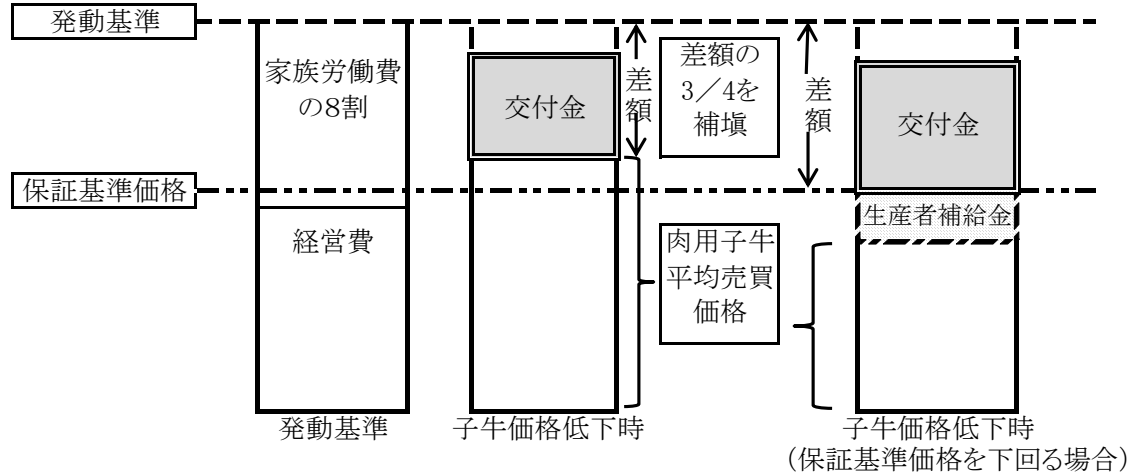 発動基準
家族労働費
の8割
経営費
保証基準価格
交付金
差
額
差額の
3／4を
補塡
肉用子牛
平均売買
価格
差
額
交付金
生産者補給金
発動基準
子牛価格低下時
子牛価格低下時
（保証基準価格を下回る場合）